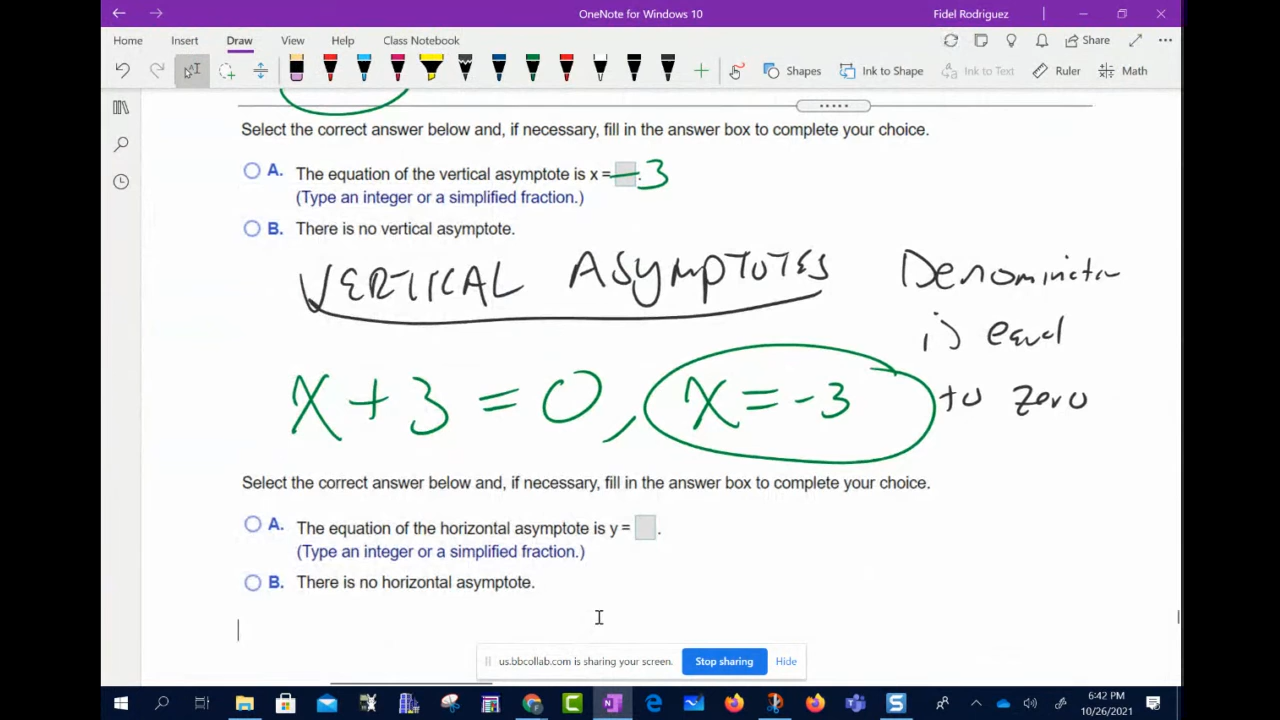 OneNote for Windows 10
Fidel Rodriguez
Home Insert Draw View Help Class Notebook
Share
Shapes Ink to Shape Ink to Text Ruler Math
Select the correct answer below and, if necessary, fill in the answer box to complete your choice.
A. The equation of the vertical asymptote is x = -3
(Type an integer or a simplified fraction.)
B. There is no vertical asymptote.
VERTICAL ASYMPTOTES
Denominator
is equal
to zero
x + 3 = 0, x = -3
Select the correct answer below and, if necessary, fill in the answer box to complete your choice.
A. The equation of the horizontal asymptote is y = .
(Type an integer or a simplified fraction.)
B. There is no horizontal asymptote.
us.bbcollab.com is sharing your screen. Stop sharing Hide
6:42 PM
10/26/2021